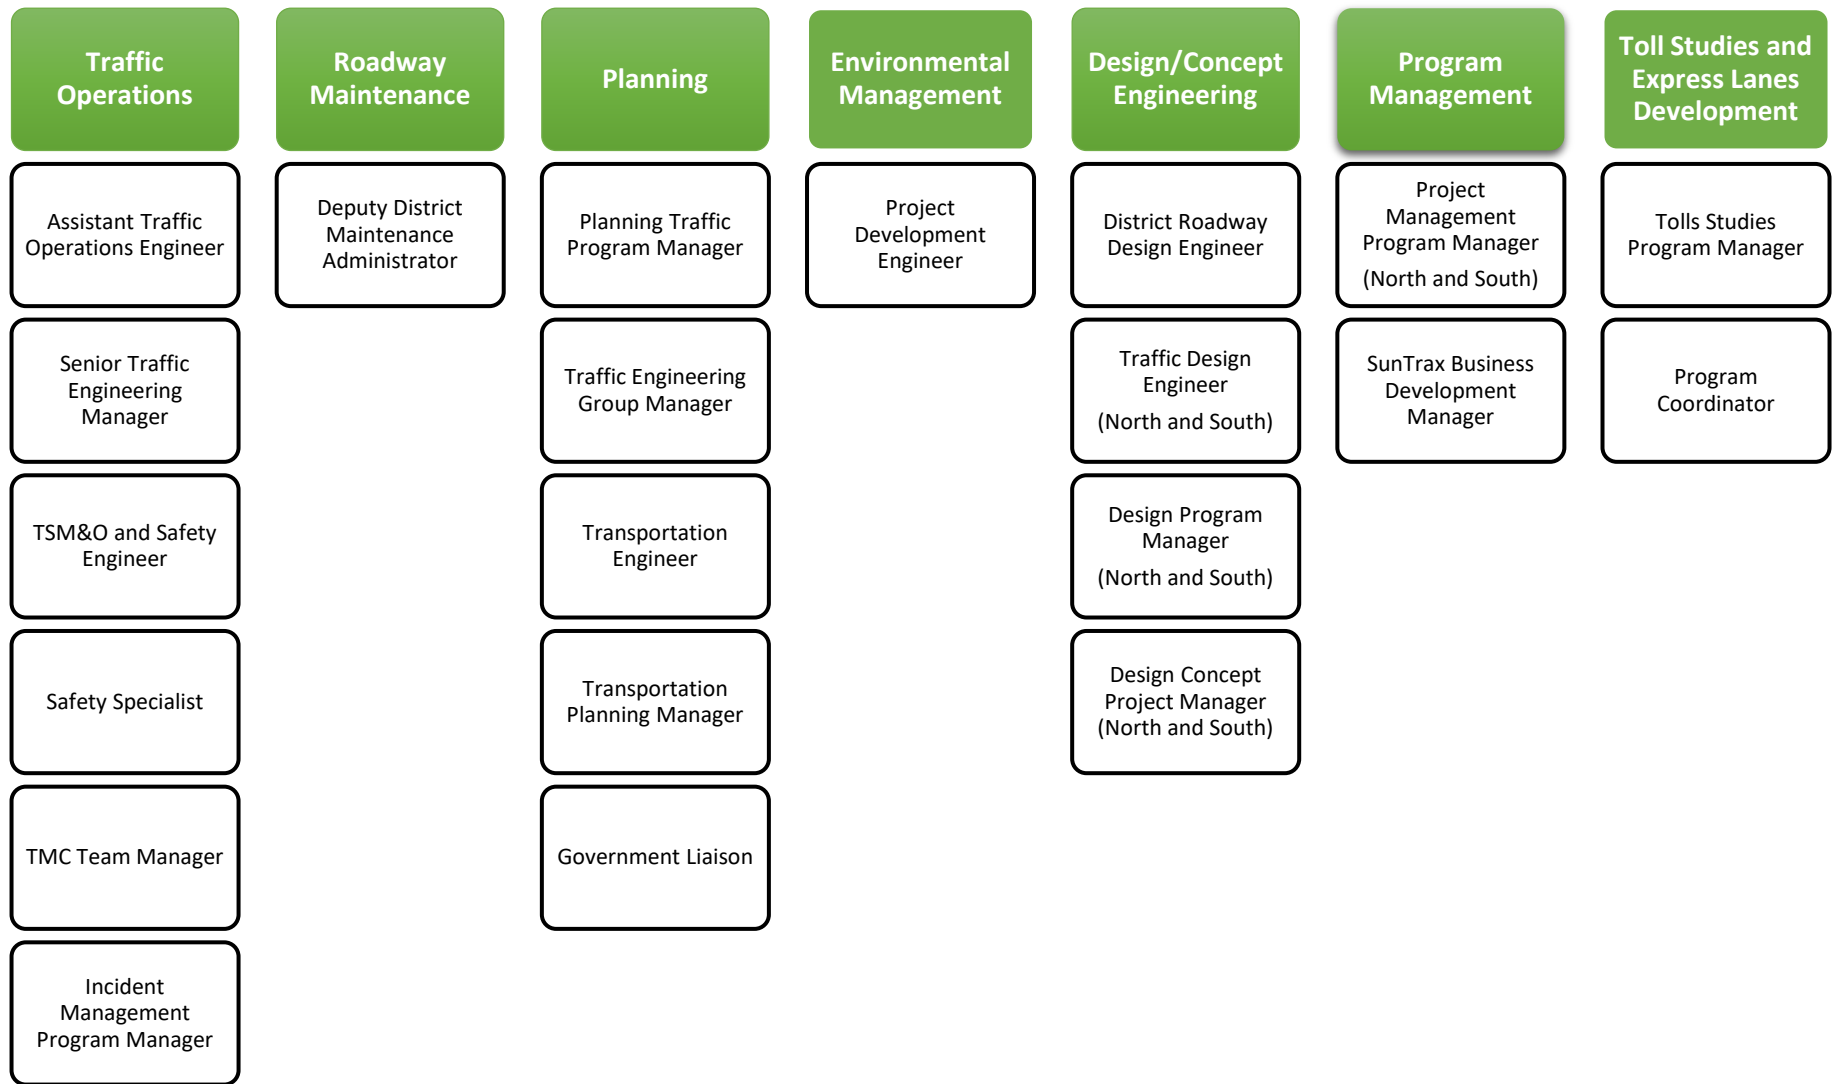 Traffic
Operations
Assistant Traffic
Operations Engineer
Senior Traffic
Engineering
Manager
TSM&O and Safety
Engineer
Safety Specialist
TMC Team Manager
Incident
Management
Program Manager
Roadway
Maintenance
Deputy District
Maintenance
Administrator
Planning
Planning Traffic
Program Manager
Traffic Engineering
Group Manager
Transportation
Engineer
Transportation
Planning Manager
Government Liaison
Environmental
Management
Project
Development
Engineer
Design/Concept
Engineering
District Roadway
Design Engineer
Traffic Design
Engineer
(North and South)
Design Program
Manager
(North and South)
Design Concept
Project Manager
(North and South)
Program
Management
Project
Management
Program Manager
(North and South)
SunTrax Business
Development
Manager
Toll Studies and
Express Lanes
Development
Tolls Studies
Program Manager
Program
Coordinator